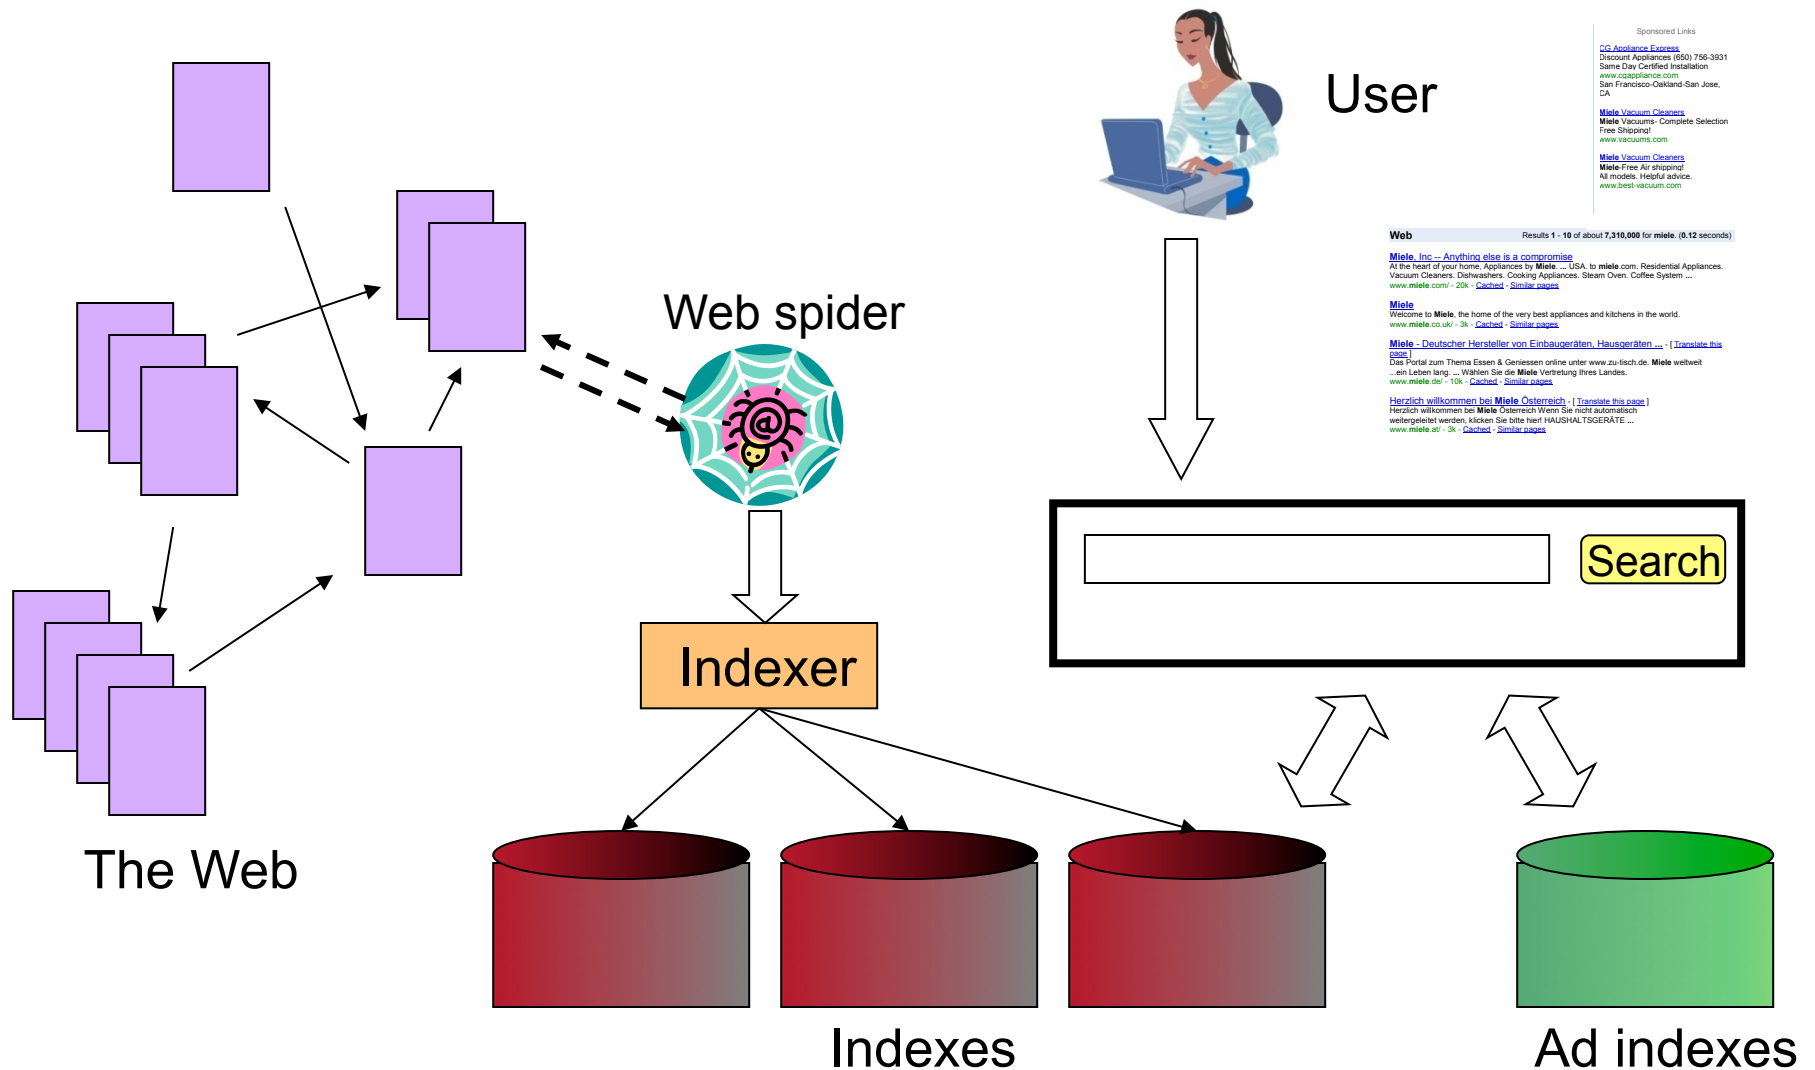 User
Sponsored Links
CG Appliance Express
Discount Appliances (650) 756-3931
Same Day Certified Installation
www.cgappliance.com
San Francisco-Oakland-San Jose,
CA
Miele Vacuum Cleaners
Miele Vacuums- Complete Selection
Free Shipping!
www.vacuums.com
Miele Vacuum Cleaners
Miele-Free Air shipping!
All models. Helpful advice.
www.best-vacuum.com
Web Results 1 - 10 of about 7,310,000 for miele. (0.12 seconds)
Miele, Inc -- Anything else is a compromise
At the heart of your home, Appliances by Miele. ... USA. to miele.com. Residential Appliances.
Vacuum Cleaners. Dishwashers. Cooking Appliances. Steam Oven. Coffee System ...
www.miele.com/ - 20k - Cached - Similar pages
Miele
Welcome to Miele, the home of the very best appliances and kitchens in the world.
www.miele.co.uk/ - 3k - Cached - Similar pages
Miele - Deutscher Hersteller von Einbaugeräten, Hausgeräten ... - [ Translate this
page ]
Das Portal zum Thema Essen & Geniessen online unter www.zu-tisch.de. Miele weltweit
...ein Leben lang. ... Wählen Sie die Miele Vertretung Ihres Landes.
www.miele.de/ - 10k - Cached - Similar pages
Herzlich willkommen bei Miele Österreich - [ Translate this page ]
Herzlich willkommen bei Miele Österreich Wenn Sie nicht automatisch
weitergeleitet werden, klicken Sie bitte hier! HAUSHALTSGERÄTE ...
www.miele.at/ - 3k - Cached - Similar pages
Web spider
@
Search
Indexer
The Web
Indexes
Ad indexes